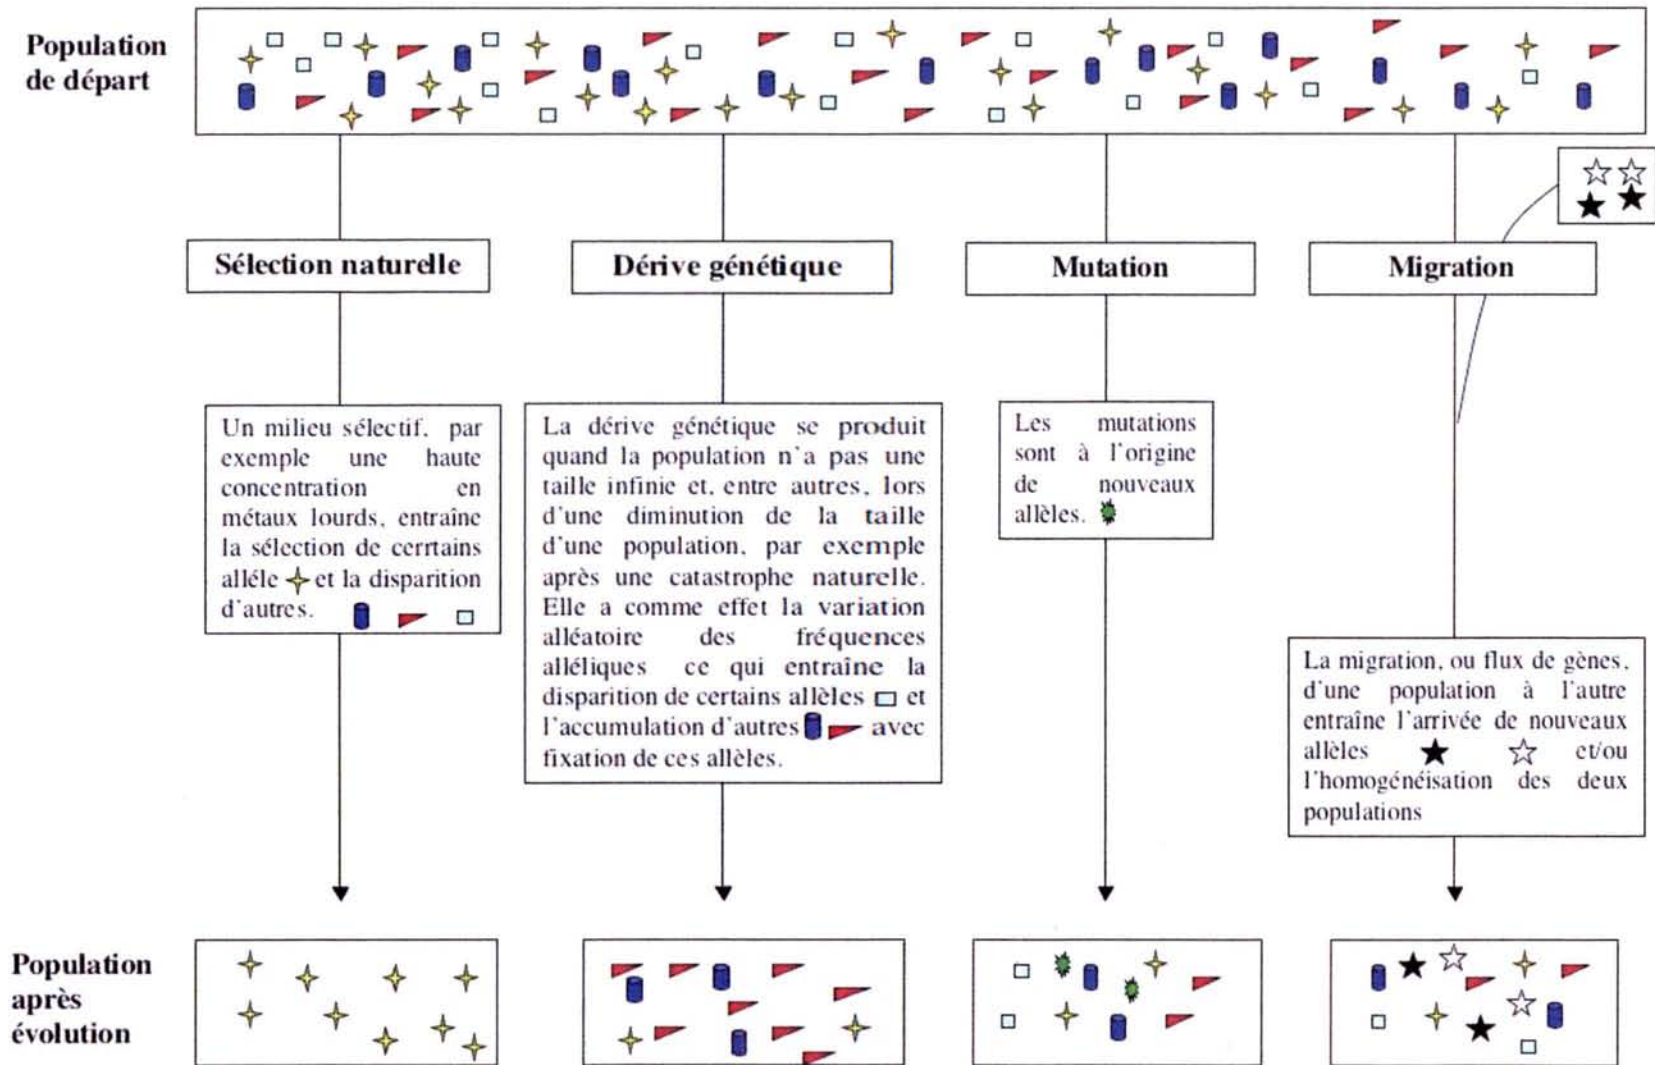 Population
de départ
Sélection naturelle
Dérive génétique
Mutation
Migration
Un milieu sélectif, par
exemple une haute
concentration en
métaux lourds, entraîne
la sélection de cerrtains
alléle et la disparition
d'autres.
La dérive génétique se produit
quand la population n'a pas une
taille infinie et, entre autres, lors
d'une diminution de la taille
d'une population, par exemple
après une catastrophe naturelle.
Elle a comme effet la variation
alléatoire des fréquences
alléliques ce qui entraîne la
disparition de certains allèles et
l'accumulation d'autres avec
fixation de ces allèles.
Les mutations
sont à l'origine
de nouveaux
allèles.
La migration, ou flux de gènes,
d'une population à l'autre
entraîne l'arrivée de nouveaux
allèles et/ou
l'homogénéisation des deux
populations
Population
après
évolution